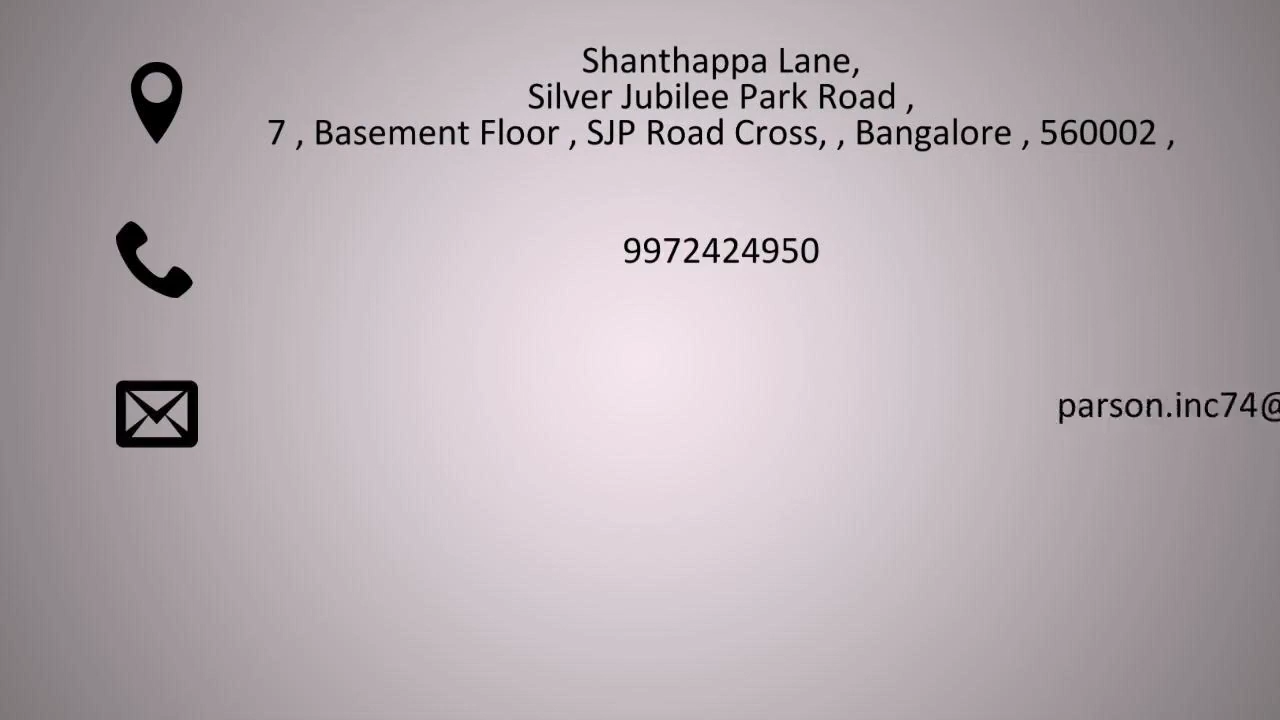 Shanthappa Lane,
Silver Jubilee Park Road ,
7 , Basement Floor , SJP Road Cross, , Bangalore , 560002 ,
9972424950
parson.inc74@